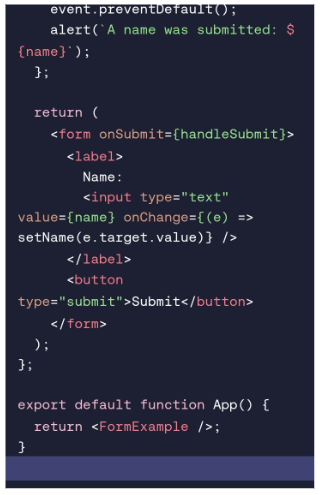 event.preventDefault();
alert(`A name was submitted: $
{name}`);
};
return (
<form onSubmit={handleSubmit}>
<label>
Name:
<input type="text"
value={name} onChange={(e) =>
setName(e.target.value)} />
</label>
<button
type="submit">Submit</button>
</form>
);
};
export default function App() {
return <FormExample />;
}